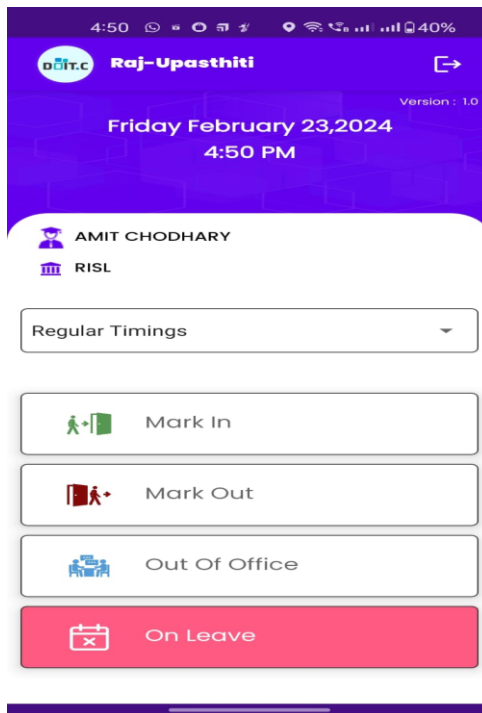 4:50 40%
DOIT.C Raj-Upasthiti
Version : 1.0
Friday February 23,2024
4:50 PM
AMIT CHODHARY
RISL
Regular Timings
Mark In
Mark Out
Out Of Office
On Leave